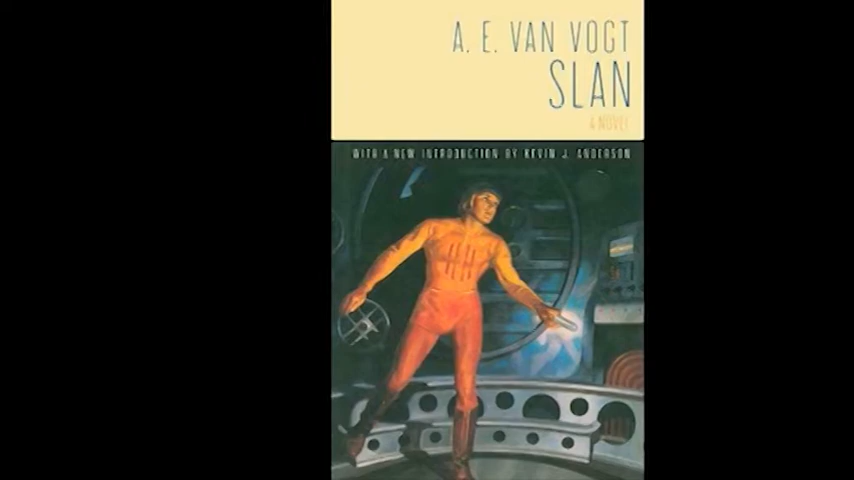 A. E. VAN VOGT
SLAN
A NOVEL
WITH A NEW INTRODUCTION BY KEVIN J. ANDERSON